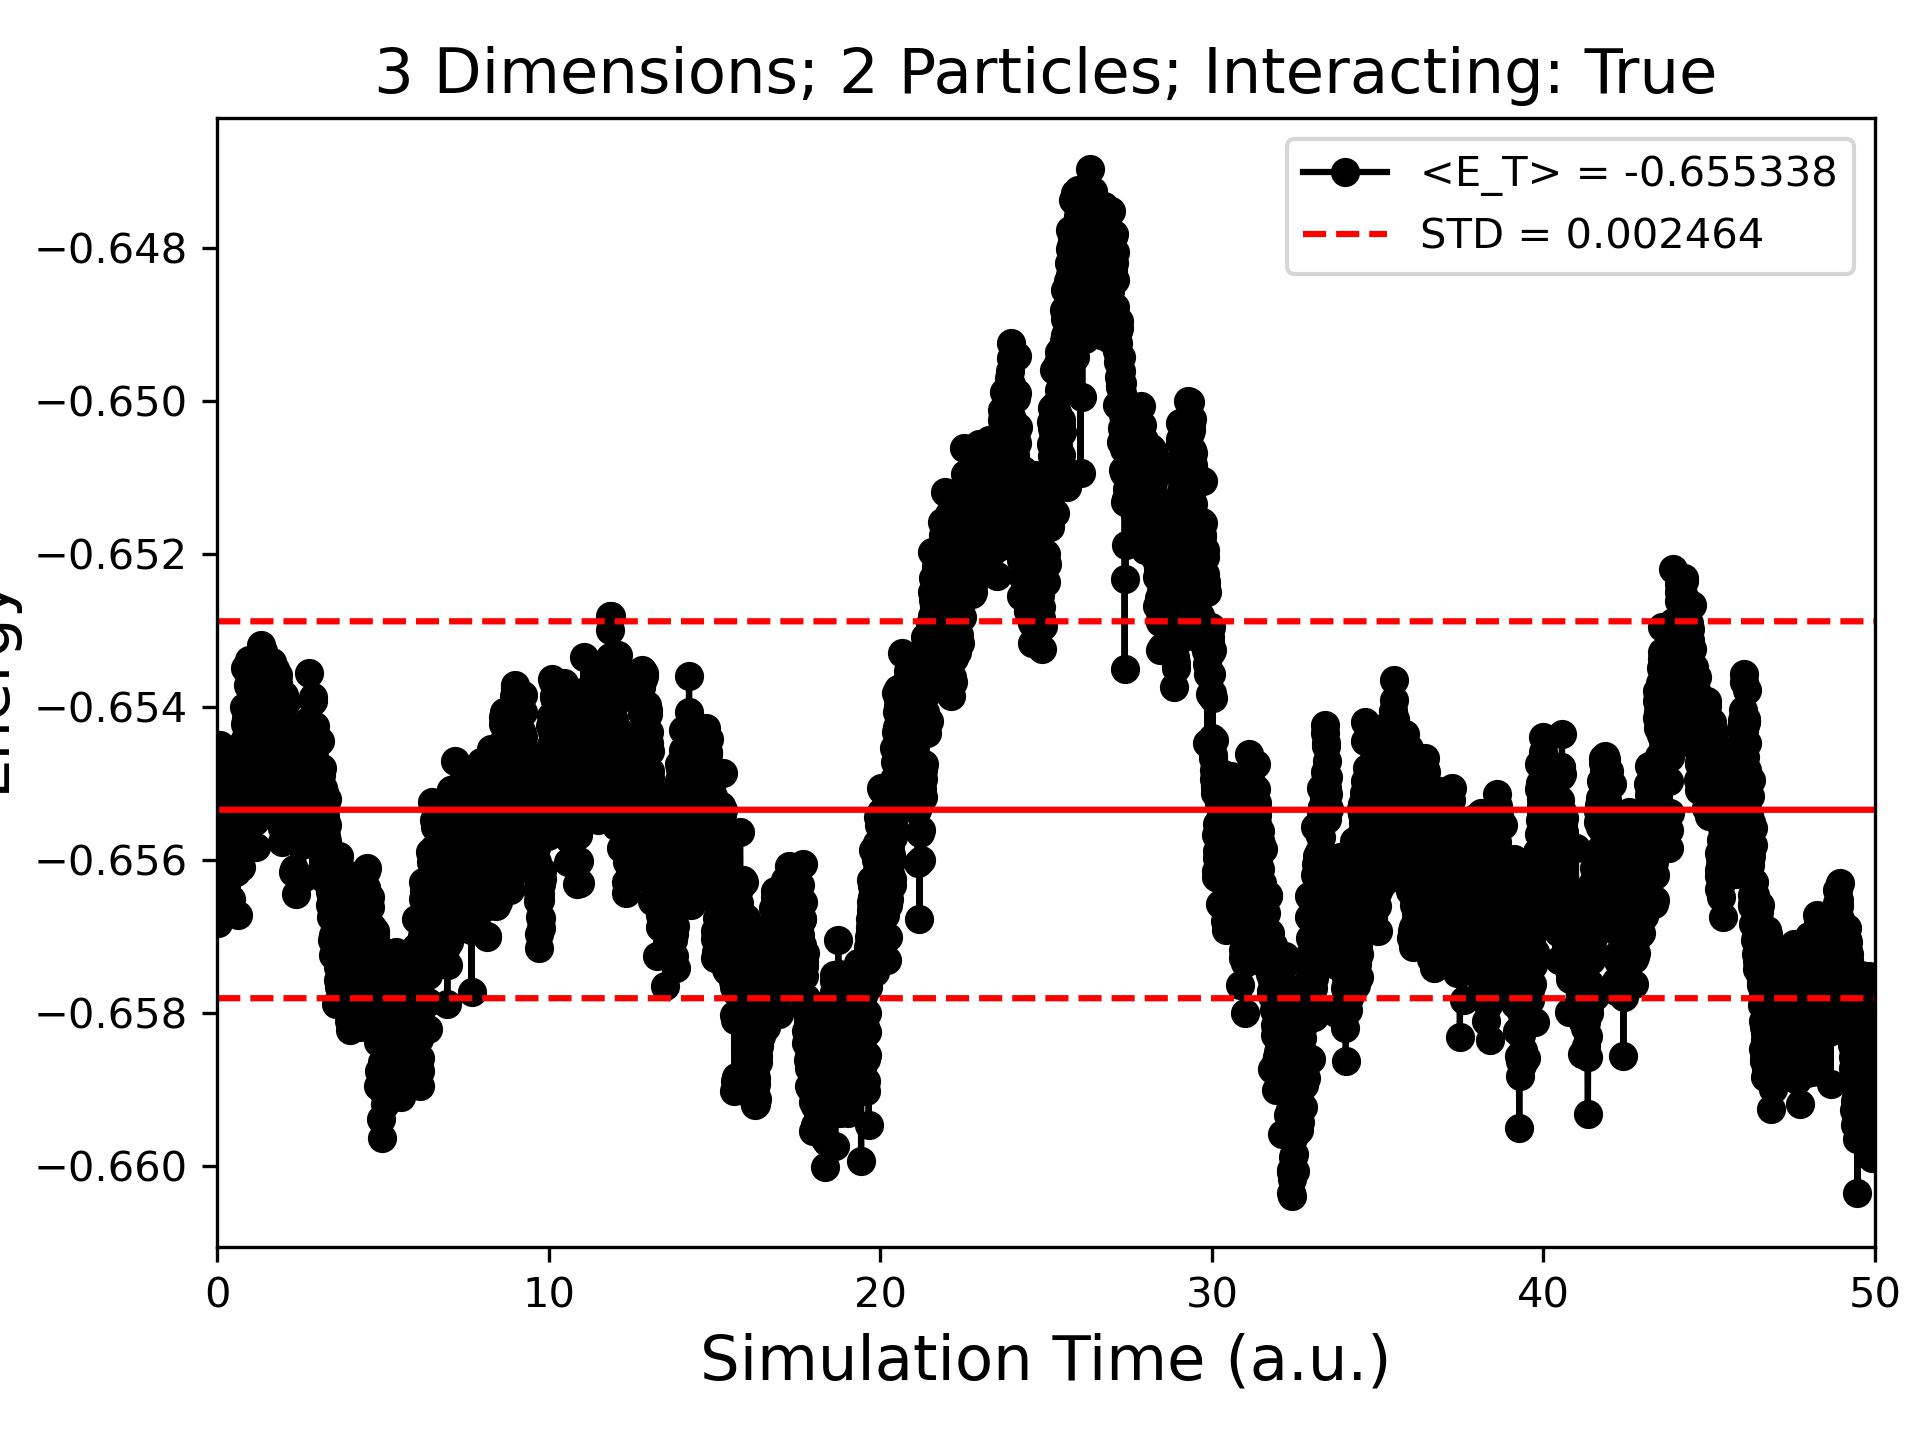 3 Dimensions; 2 Particles; Interacting: True
<E_T> = -0.655338
STD = 0.002464
−0.648
−0.650
−0.652
−0.654
−0.656
−0.658
−0.660
0 10 20 30 40 50
Simulation Time (a.u.)